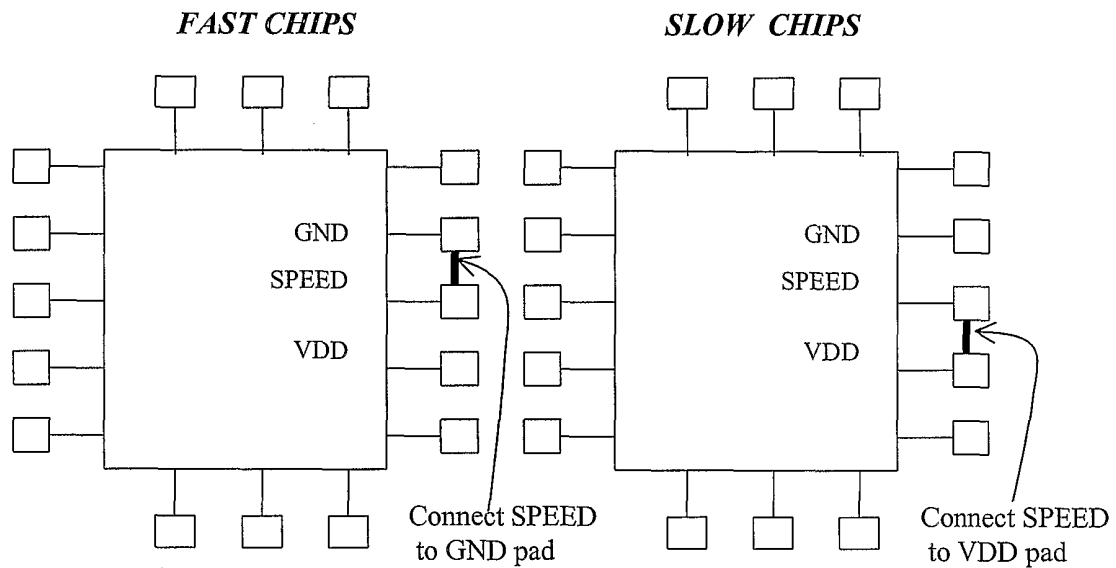 FAST CHIPS
SLOW CHIPS
GND
SPEED
VDD
GND
SPEED
VDD
Connect SPEED
to GND pad
Connect SPEED
to VDD pad